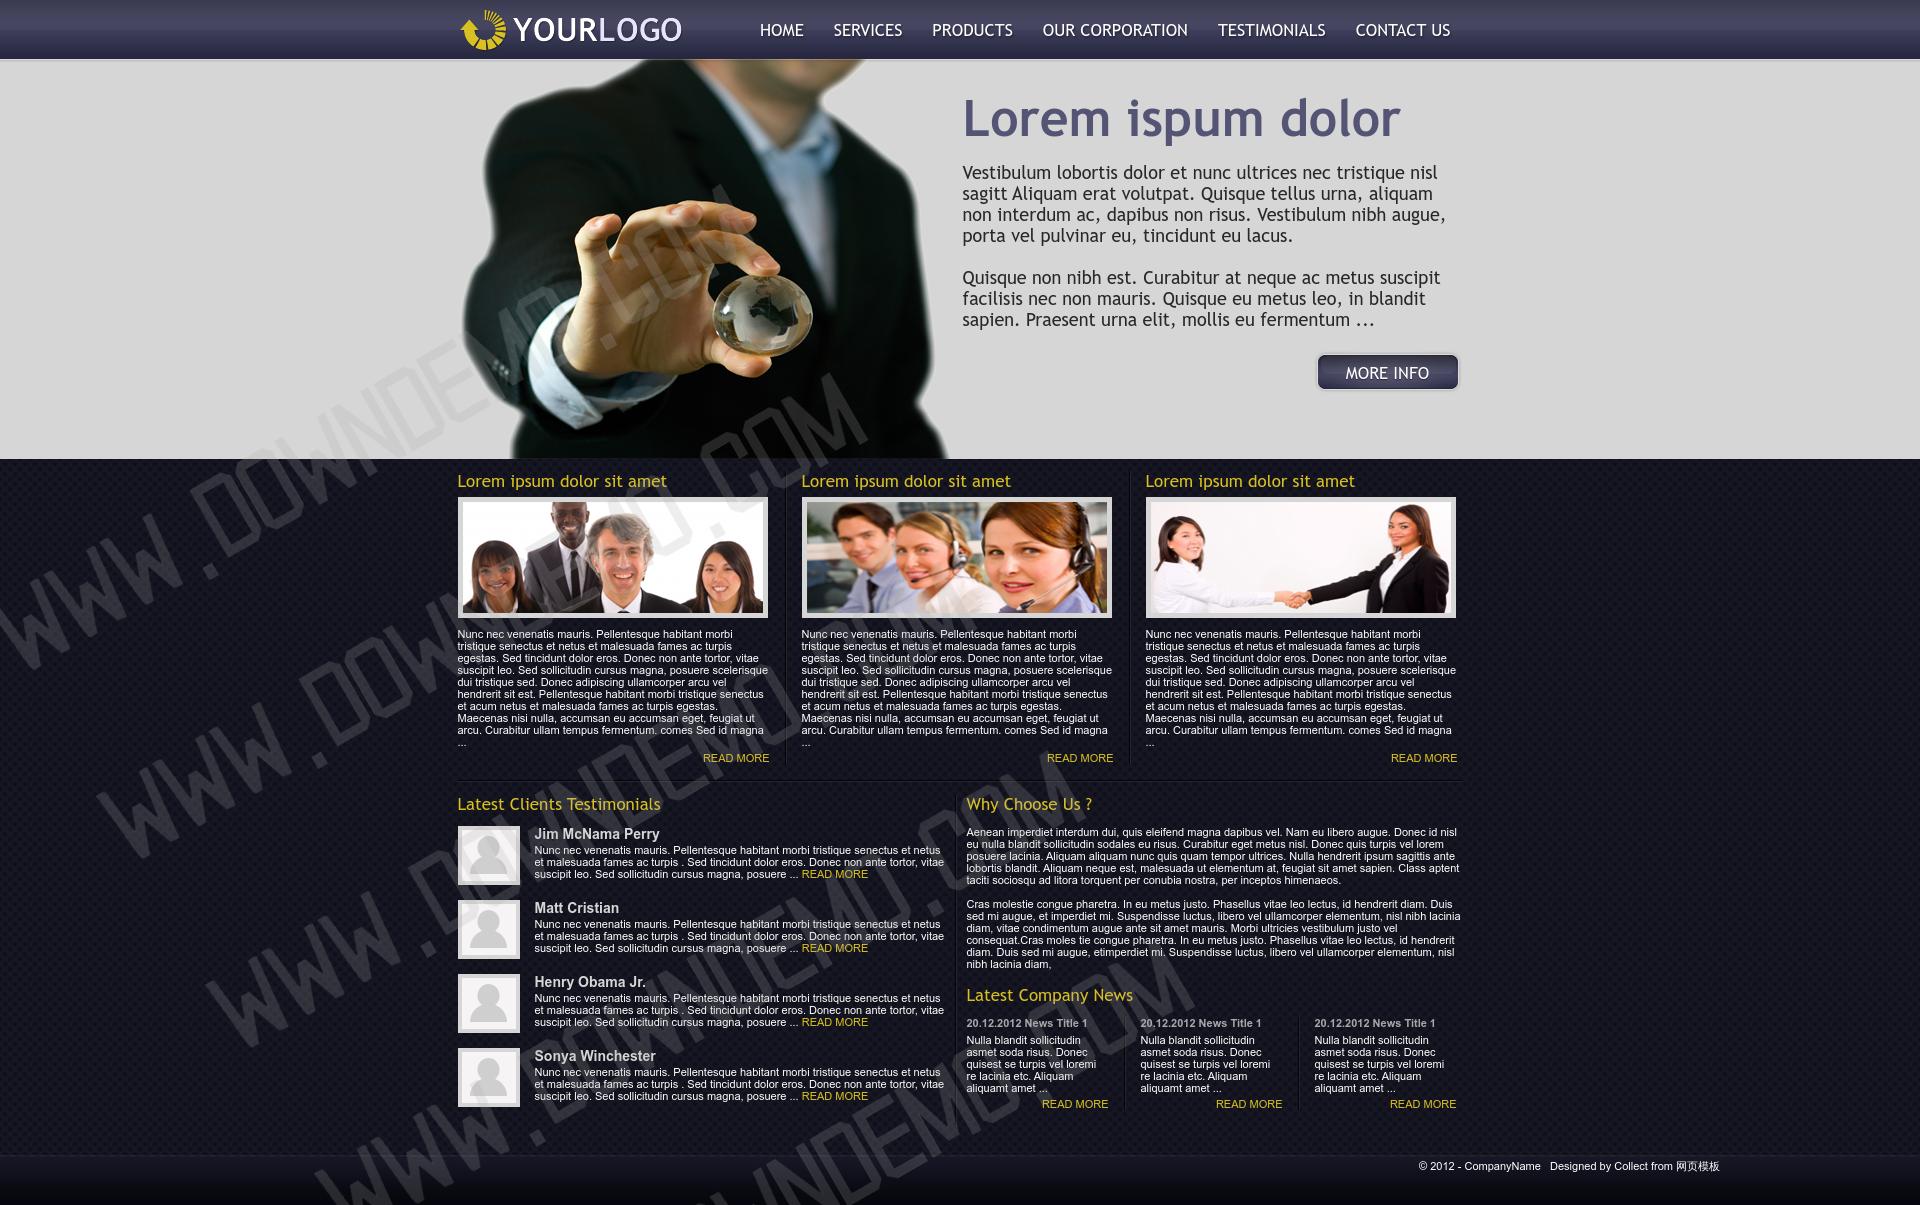 YOURLOGO
HOME SERVICES PRODUCTS OUR CORPORATION TESTIMONIALS CONTACT US
Lorem ispum dolor
Vestibulum lobortis dolor et nunc ultrices nec tristique nisl
sagitt Aliquam erat volutpat. Quisque tellus urna, aliquam
non interdum ac, dapibus non risus. Vestibulum nibh augue,
porta vel pulvinar eu, tincidunt eu lacus.
Quisque non nibh est. Curabitur at neque ac metus suscipit
facilisis nec non mauris. Quisque eu metus leo, in blandit
sapien. Praesent urna elit, mollis eu fermentum ...
MORE INFO
Lorem ipsum dolor sit amet
Nunc nec venenatis mauris. Pellentesque habitant morbi
tristique senectus et netus et malesuada fames ac turpis
egestas. Sed tincidunt dolor eros. Donec non ante tortor, vitae
suscipit leo. Sed sollicitudin cursus magna, posuere scelerisque
dui tristique sed. Donec adipiscing ullamcorper arcu vel
hendrerit sit est. Pellentesque habitant morbi tristique senectus
et acum netus et malesuada fames ac turpis egestas.
Maecenas nisi nulla, accumsan eu accumsan eget, feugiat ut
arcu. Curabitur ullam tempus fermentum. comes Sed id magna
...
READ MORE
Lorem ipsum dolor sit amet
Nunc nec venenatis mauris. Pellentesque habitant morbi
tristique senectus et netus et malesuada fames ac turpis
egestas. Sed tincidunt dolor eros. Donec non ante tortor, vitae
suscipit leo. Sed sollicitudin cursus magna, posuere scelerisque
dui tristique sed. Donec adipiscing ullamcorper arcu vel
hendrerit sit est. Pellentesque habitant morbi tristique senectus
et acum netus et malesuada fames ac turpis egestas.
Maecenas nisi nulla, accumsan eu accumsan eget, feugiat ut
arcu. Curabitur ullam tempus fermentum. comes Sed id magna
...
READ MORE
Lorem ipsum dolor sit amet
Nunc nec venenatis mauris. Pellentesque habitant morbi
tristique senectus et netus et malesuada fames ac turpis
egestas. Sed tincidunt dolor eros. Donec non ante tortor, vitae
suscipit leo. Sed sollicitudin cursus magna, posuere scelerisque
dui tristique sed. Donec adipiscing ullamcorper arcu vel
hendrerit sit est. Pellentesque habitant morbi tristique senectus
et acum netus et malesuada fames ac turpis egestas.
Maecenas nisi nulla, accumsan eu accumsan eget, feugiat ut
arcu. Curabitur ullam tempus fermentum. comes Sed id magna
...
READ MORE
Latest Clients Testimonials
Jim McNama Perry
Nunc nec venenatis mauris. Pellentesque habitant morbi tristique senectus et netus
et malesuada fames ac turpis . Sed tincidunt dolor eros. Donec non ante tortor, vitae
suscipit leo. Sed sollicitudin cursus magna, posuere ... READ MORE
Matt Cristian
Nunc nec venenatis mauris. Pellentesque habitant morbi tristique senectus et netus
et malesuada fames ac turpis . Sed tincidunt dolor eros. Donec non ante tortor, vitae
suscipit leo. Sed sollicitudin cursus magna, posuere ... READ MORE
Henry Obama Jr.
Nunc nec venenatis mauris. Pellentesque habitant morbi tristique senectus et netus
et malesuada fames ac turpis . Sed tincidunt dolor eros. Donec non ante tortor, vitae
suscipit leo. Sed sollicitudin cursus magna, posuere ... READ MORE
Sonya Winchester
Nunc nec venenatis mauris. Pellentesque habitant morbi tristique senectus et netus
et malesuada fames ac turpis . Sed tincidunt dolor eros. Donec non ante tortor, vitae
suscipit leo. Sed sollicitudin cursus magna, posuere ... READ MORE
Why Choose Us ?
Aenean imperdiet interdum dui, quis eleifend magna dapibus vel. Nam eu libero augue. Donec id nisl
eu nulla blandit sollicitudin sodales eu risus. Curabitur eget metus nisl. Donec quis turpis vel lorem
posuere lacinia. Aliquam aliquam nunc quis quam tempor ultrices. Nulla hendrerit ipsum sagittis ante
lobortis blandit. Aliquam neque est, malesuada ut elementum at, feugiat sit amet sapien. Class aptent
taciti sociosqu ad litora torquent per conubia nostra, per inceptos himenaeos.
Cras molestie congue pharetra. In eu metus justo. Phasellus vitae leo lectus, id hendrerit diam. Duis
sed mi augue, et imperdiet mi. Suspendisse luctus, libero vel ullamcorper elementum, nisl nibh lacinia
diam, vitae condimentum augue ante sit amet mauris. Morbi ultricies vestibulum justo vel
consequat.Cras moles tie congue pharetra. In eu metus justo. Phasellus vitae leo lectus, id hendrerit
diam. Duis sed mi augue, etimperdiet mi. Suspendisse luctus, libero vel ullamcorper elementum, nisl
nibh lacinia diam,
Latest Company News
20.12.2012 News Title 1
Nulla blandit sollicitudin
asmet soda risus. Donec
quisest se turpis vel loremi
re lacinia etc. Aliquam
aliquamt amet ...
READ MORE
20.12.2012 News Title 1
Nulla blandit sollicitudin
asmet soda risus. Donec
quisest se turpis vel loremi
re lacinia etc. Aliquam
aliquamt amet ...
READ MORE
20.12.2012 News Title 1
Nulla blandit sollicitudin
asmet soda risus. Donec
quisest se turpis vel loremi
re lacinia etc. Aliquam
aliquamt amet ...
READ MORE
© 2012 - CompanyName Designed by Collect from 网页模板
WWW.DOWNDEMO.COM
WWW.DOWNDEMO.COM
WWW.DOWNDEMO.COM
WWW.DOWNDEMO.COM
WNDEMO.COM